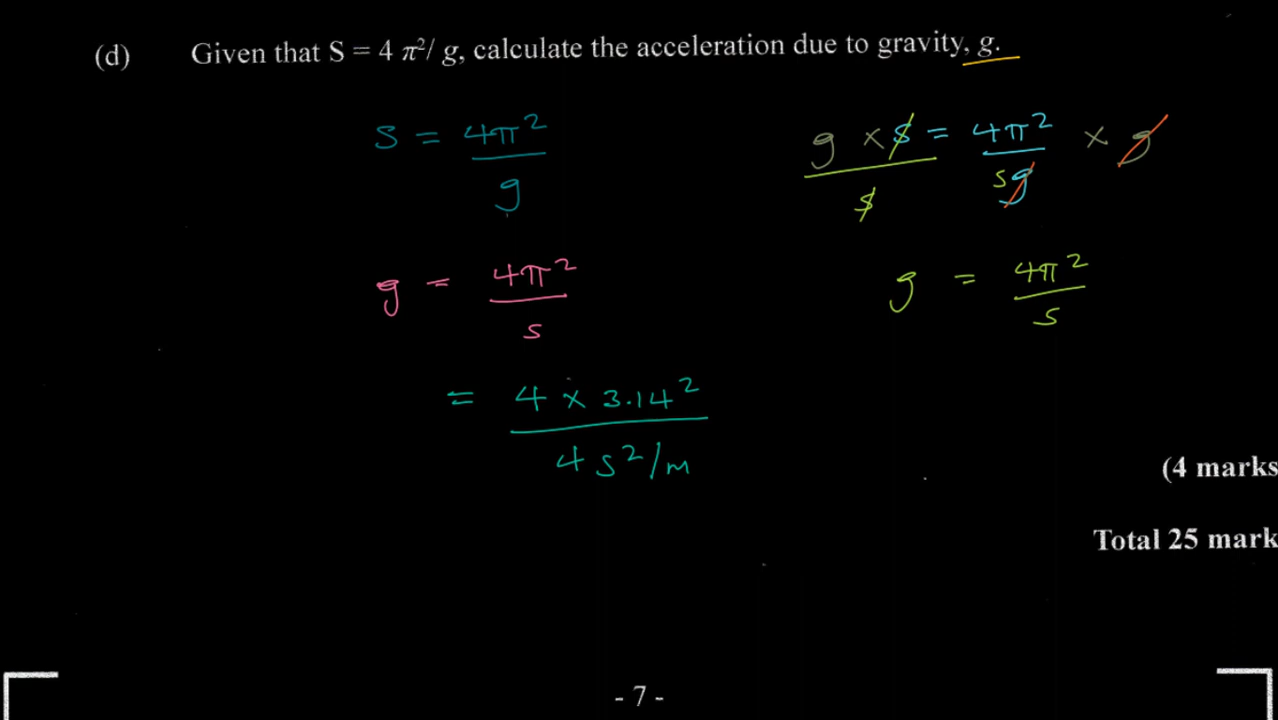 (d) Given that S = 4 π²/ g, calculate the acceleration due to gravity, g.
S = 4π² / g
g × s / s = 4π² / sg × g
g = 4π² / s
g = 4π² / s
= 4 × 3.14² / 4 s²/m
(4 marks
Total 25 mark
- 7 -